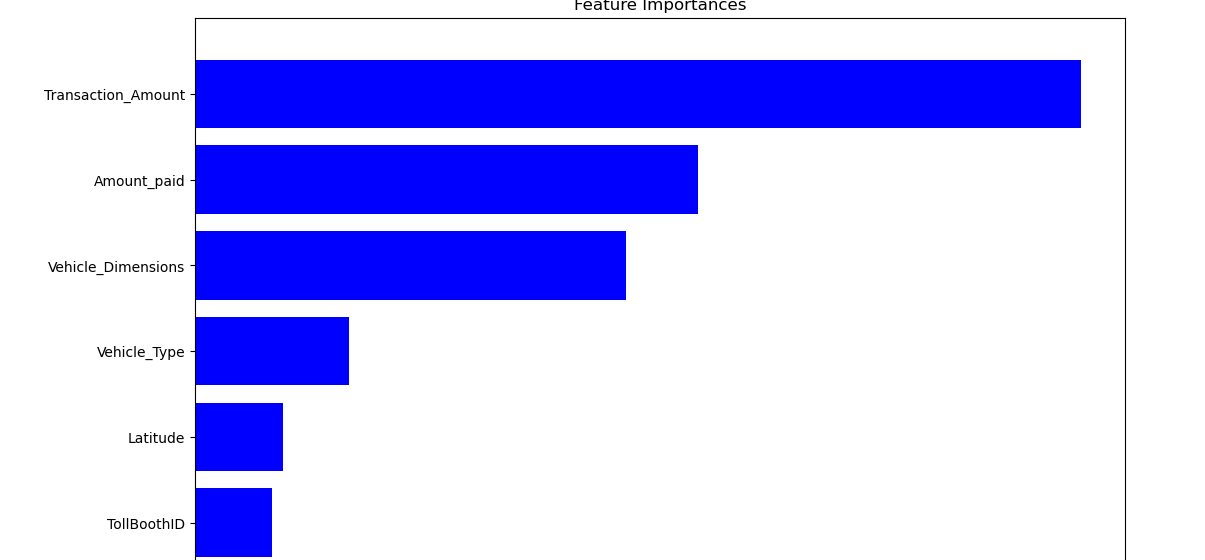 Feature Importances
Transaction_Amount
Amount_paid
Vehicle_Dimensions
Vehicle_Type
Latitude
TollBoothID